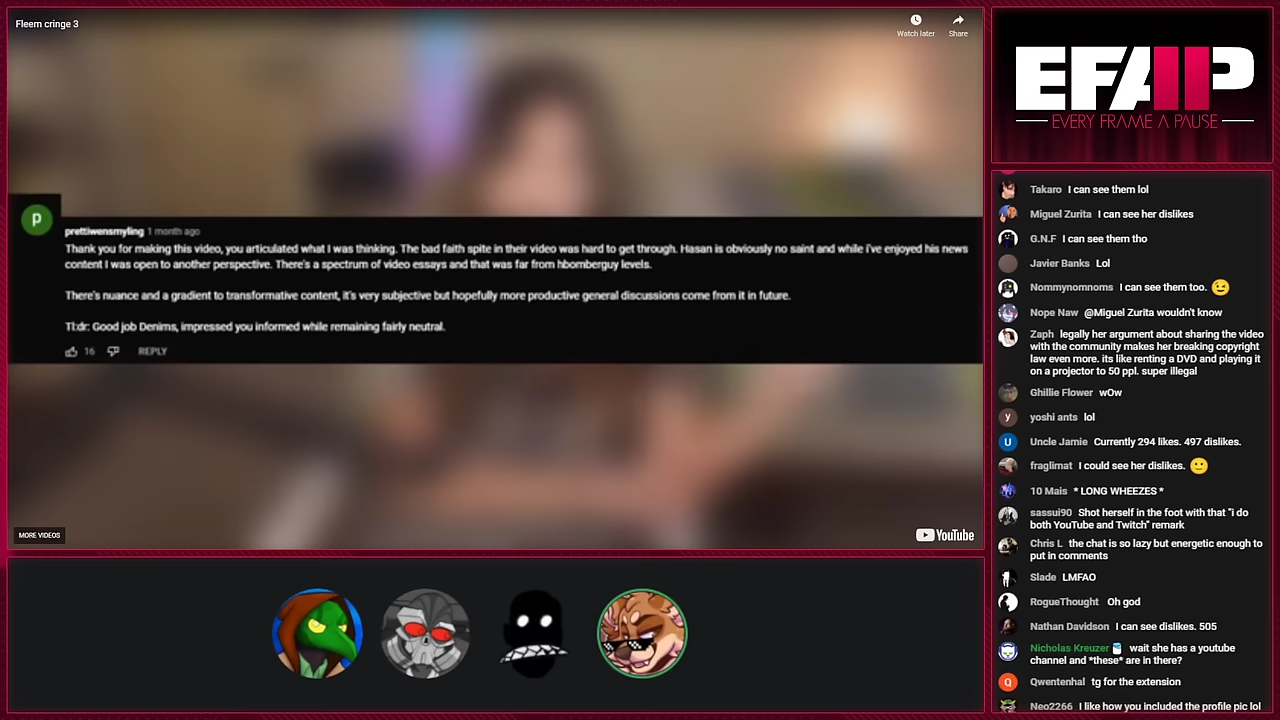 Fleem cringe 3
Watch later
Share
P
prettiwensmyling 1 month ago
Thank you for making this video, you articulated what I was thinking. The bad faith spite in their video was hard to get through. Hasan is obviously no saint and while i've enjoyed his news
content I was open to another perspective. There's a spectrum of video essays and that was far from hbomberguy levels.
There's nuance and a gradient to transformative content, it's very subjective but hopefully more productive general discussions come from it in future.
Tl:dr: Good job Denims, impressed you informed while remaining fairly neutral.
16 REPLY
MORE VIDEOS
YouTube
EFAP
EVERY FRAME A PAUSE
Takaro I can see them lol
Miguel Zurita I can see her dislikes
G.N.F I can see them tho
Javier Banks Lol
Nommynomnoms I can see them too. 😉
Nope Naw @Miguel Zurita wouldn't know
Zaph legally her argument about sharing the video
with the community makes her breaking copyright
law even more. its like renting a DVD and playing it
on a projector to 50 ppl. super illegal
Ghillie Flower wOw
y yoshi ants lol
U Uncle Jamie Currently 294 likes. 497 dislikes.
fraglimat I could see her dislikes. 🙂
10 Mais * LONG WHEEZES *
sassui90 Shot herself in the foot with that "i do
both YouTube and Twitch" remark
Chris L the chat is so lazy but energetic enough to
put in comments
Slade LMFAO
RogueThought Oh god
Nathan Davidson I can see dislikes. 505
Nicholas Kreuzer wait she has a youtube
channel and *these* are in there?
Q Qwentenhal tg for the extension
Neo2266 I like how you included the profile pic lol